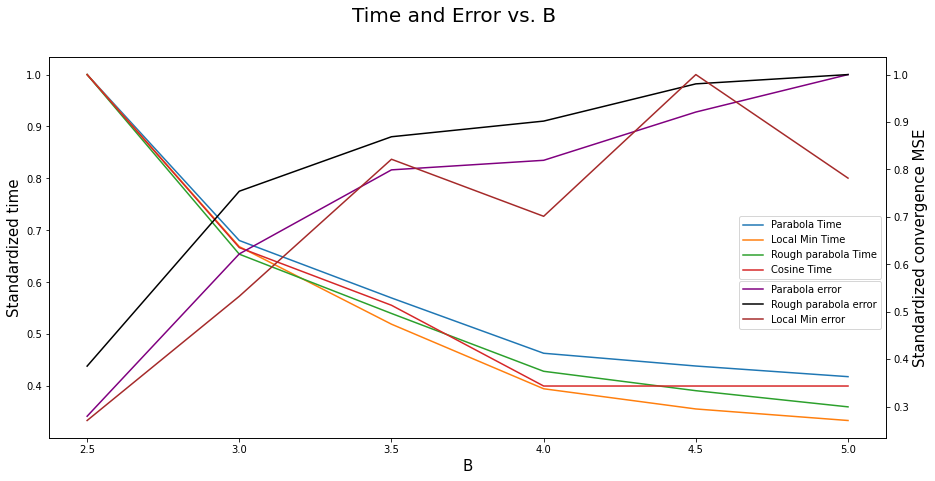 Time and Error vs. B
Standardized time
1.0
0.9
0.8
0.7
0.6
0.5
0.4
2.5
3.0
3.5
4.0
4.5
5.0
B
1.0
0.9
0.8
0.7
0.6
0.5
0.4
0.3
Standardized convergence MSE
Parabola Time
Local Min Time
Rough parabola Time
Cosine Time
Parabola error
Rough parabola error
Local Min error